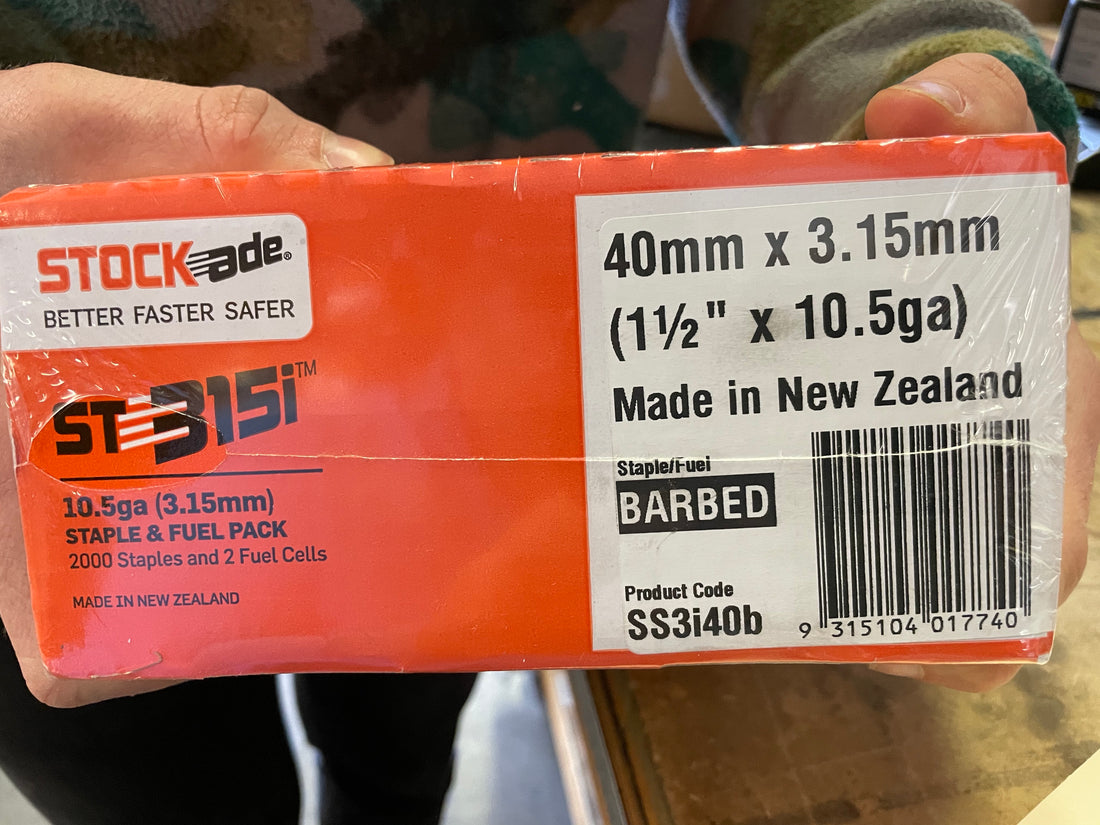 STOCKade®
BETTER FASTER SAFER
ST315i™
10.5ga (3.15mm)
STAPLE & FUEL PACK
2000 Staples and 2 Fuel Cells
MADE IN NEW ZEALAND
40mm x 3.15mm
(1½" x 10.5ga)
Made in New Zealand
Staple/Fuel
BARBED
Product Code
SS3i40b
9 315104 017740